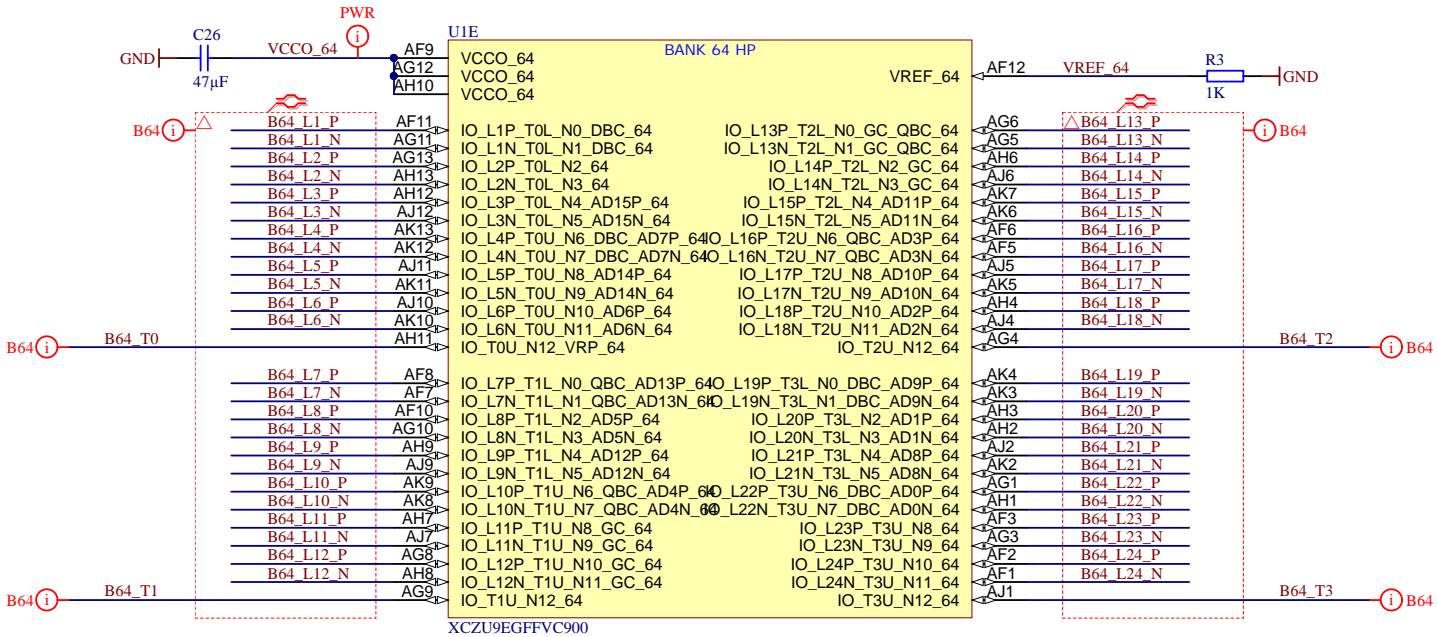 PWR
i
C26
GND
47µF
VCCO_64
U1E
BANK 64 HP
AF9 VCCO_64
AG12 VCCO_64
AH10 VCCO_64
VREF_64 AF12 VREF_64
R3
1K
GND
B64 i
B64_L1_P AF11 IO_L1P_T0L_N0_DBC_64
B64_L1_N AG11 IO_L1N_T0L_N1_DBC_64
B64_L2_P AG13 IO_L2P_T0L_N2_64
B64_L2_N AH13 IO_L2N_T0L_N3_64
B64_L3_P AH12 IO_L3P_T0L_N4_AD15P_64
B64_L3_N AJ12 IO_L3N_T0L_N5_AD15N_64
B64_L4_P AK13 IO_L4P_T0U_N6_DBC_AD7P_64
B64_L4_N AK12 IO_L4N_T0U_N7_DBC_AD7N_64
B64_L5_P AJ11 IO_L5P_T0U_N8_AD14P_64
B64_L5_N AK11 IO_L5N_T0U_N9_AD14N_64
B64_L6_P AJ10 IO_L6P_T0U_N10_AD6P_64
B64_L6_N AK10 IO_L6N_T0U_N11_AD6N_64
B64 i B64_T0 AH11 IO_T0U_N12_VRP_64
B64_L7_P AF8 IO_L7P_T1L_N0_QBC_AD13P_64
B64_L7_N AF7 IO_L7N_T1L_N1_QBC_AD13N_64
B64_L8_P AF10 IO_L8P_T1L_N2_AD5P_64
B64_L8_N AG10 IO_L8N_T1L_N3_AD5N_64
B64_L9_P AH9 IO_L9P_T1L_N4_AD12P_64
B64_L9_N AJ9 IO_L9N_T1L_N5_AD12N_64
B64_L10_P AK9 IO_L10P_T1U_N6_QBC_AD4P_64
B64_L10_N AK8 IO_L10N_T1U_N7_QBC_AD4N_64
B64_L11_P AH7 IO_L11P_T1U_N8_GC_64
B64_L11_N AJ7 IO_L11N_T1U_N9_GC_64
B64_L12_P AG8 IO_L12P_T1U_N10_GC_64
B64_L12_N AH8 IO_L12N_T1U_N11_GC_64
B64 i B64_T1 AG9 IO_T1U_N12_64
IO_L13P_T2L_N0_GC_QBC_64 AG6 B64_L13_P
i B64
IO_L13N_T2L_N1_GC_QBC_64 AG5 B64_L13_N
IO_L14P_T2L_N2_GC_64 AH6 B64_L14_P
IO_L14N_T2L_N3_GC_64 AJ6 B64_L14_N
IO_L15P_T2L_N4_AD11P_64 AK7 B64_L15_P
IO_L15N_T2L_N5_AD11N_64 AK6 B64_L15_N
IO_L16P_T2U_N6_QBC_AD3P_64 AF6 B64_L16_P
IO_L16N_T2U_N7_QBC_AD3N_64 AF5 B64_L16_N
IO_L17P_T2U_N8_AD10P_64 AJ5 B64_L17_P
IO_L17N_T2U_N9_AD10N_64 AK5 B64_L17_N
IO_L18P_T2U_N10_AD2P_64 AH4 B64_L18_P
IO_L18N_T2U_N11_AD2N_64 AJ4 B64_L18_N
IO_T2U_N12_64 AG4 B64_T2 i B64
IO_L19P_T3L_N0_DBC_AD9P_64 AK4 B64_L19_P
IO_L19N_T3L_N1_DBC_AD9N_64 AK3 B64_L19_N
IO_L20P_T3L_N2_AD1P_64 AH3 B64_L20_P
IO_L20N_T3L_N3_AD1N_64 AH2 B64_L20_N
IO_L21P_T3L_N4_AD8P_64 AJ2 B64_L21_P
IO_L21N_T3L_N5_AD8N_64 AK2 B64_L21_N
IO_L22P_T3U_N6_DBC_AD0P_64 AG1 B64_L22_P
IO_L22N_T3U_N7_DBC_AD0N_64 AH1 B64_L22_N
IO_L23P_T3U_N8_64 AF3 B64_L23_P
IO_L23N_T3U_N9_64 AG3 B64_L23_N
IO_L24P_T3U_N10_64 AF2 B64_L24_P
IO_L24N_T3U_N11_64 AF1 B64_L24_N
IO_T3U_N12_64 AJ1 B64_T3 i B64
XCZU9EGFFVC900